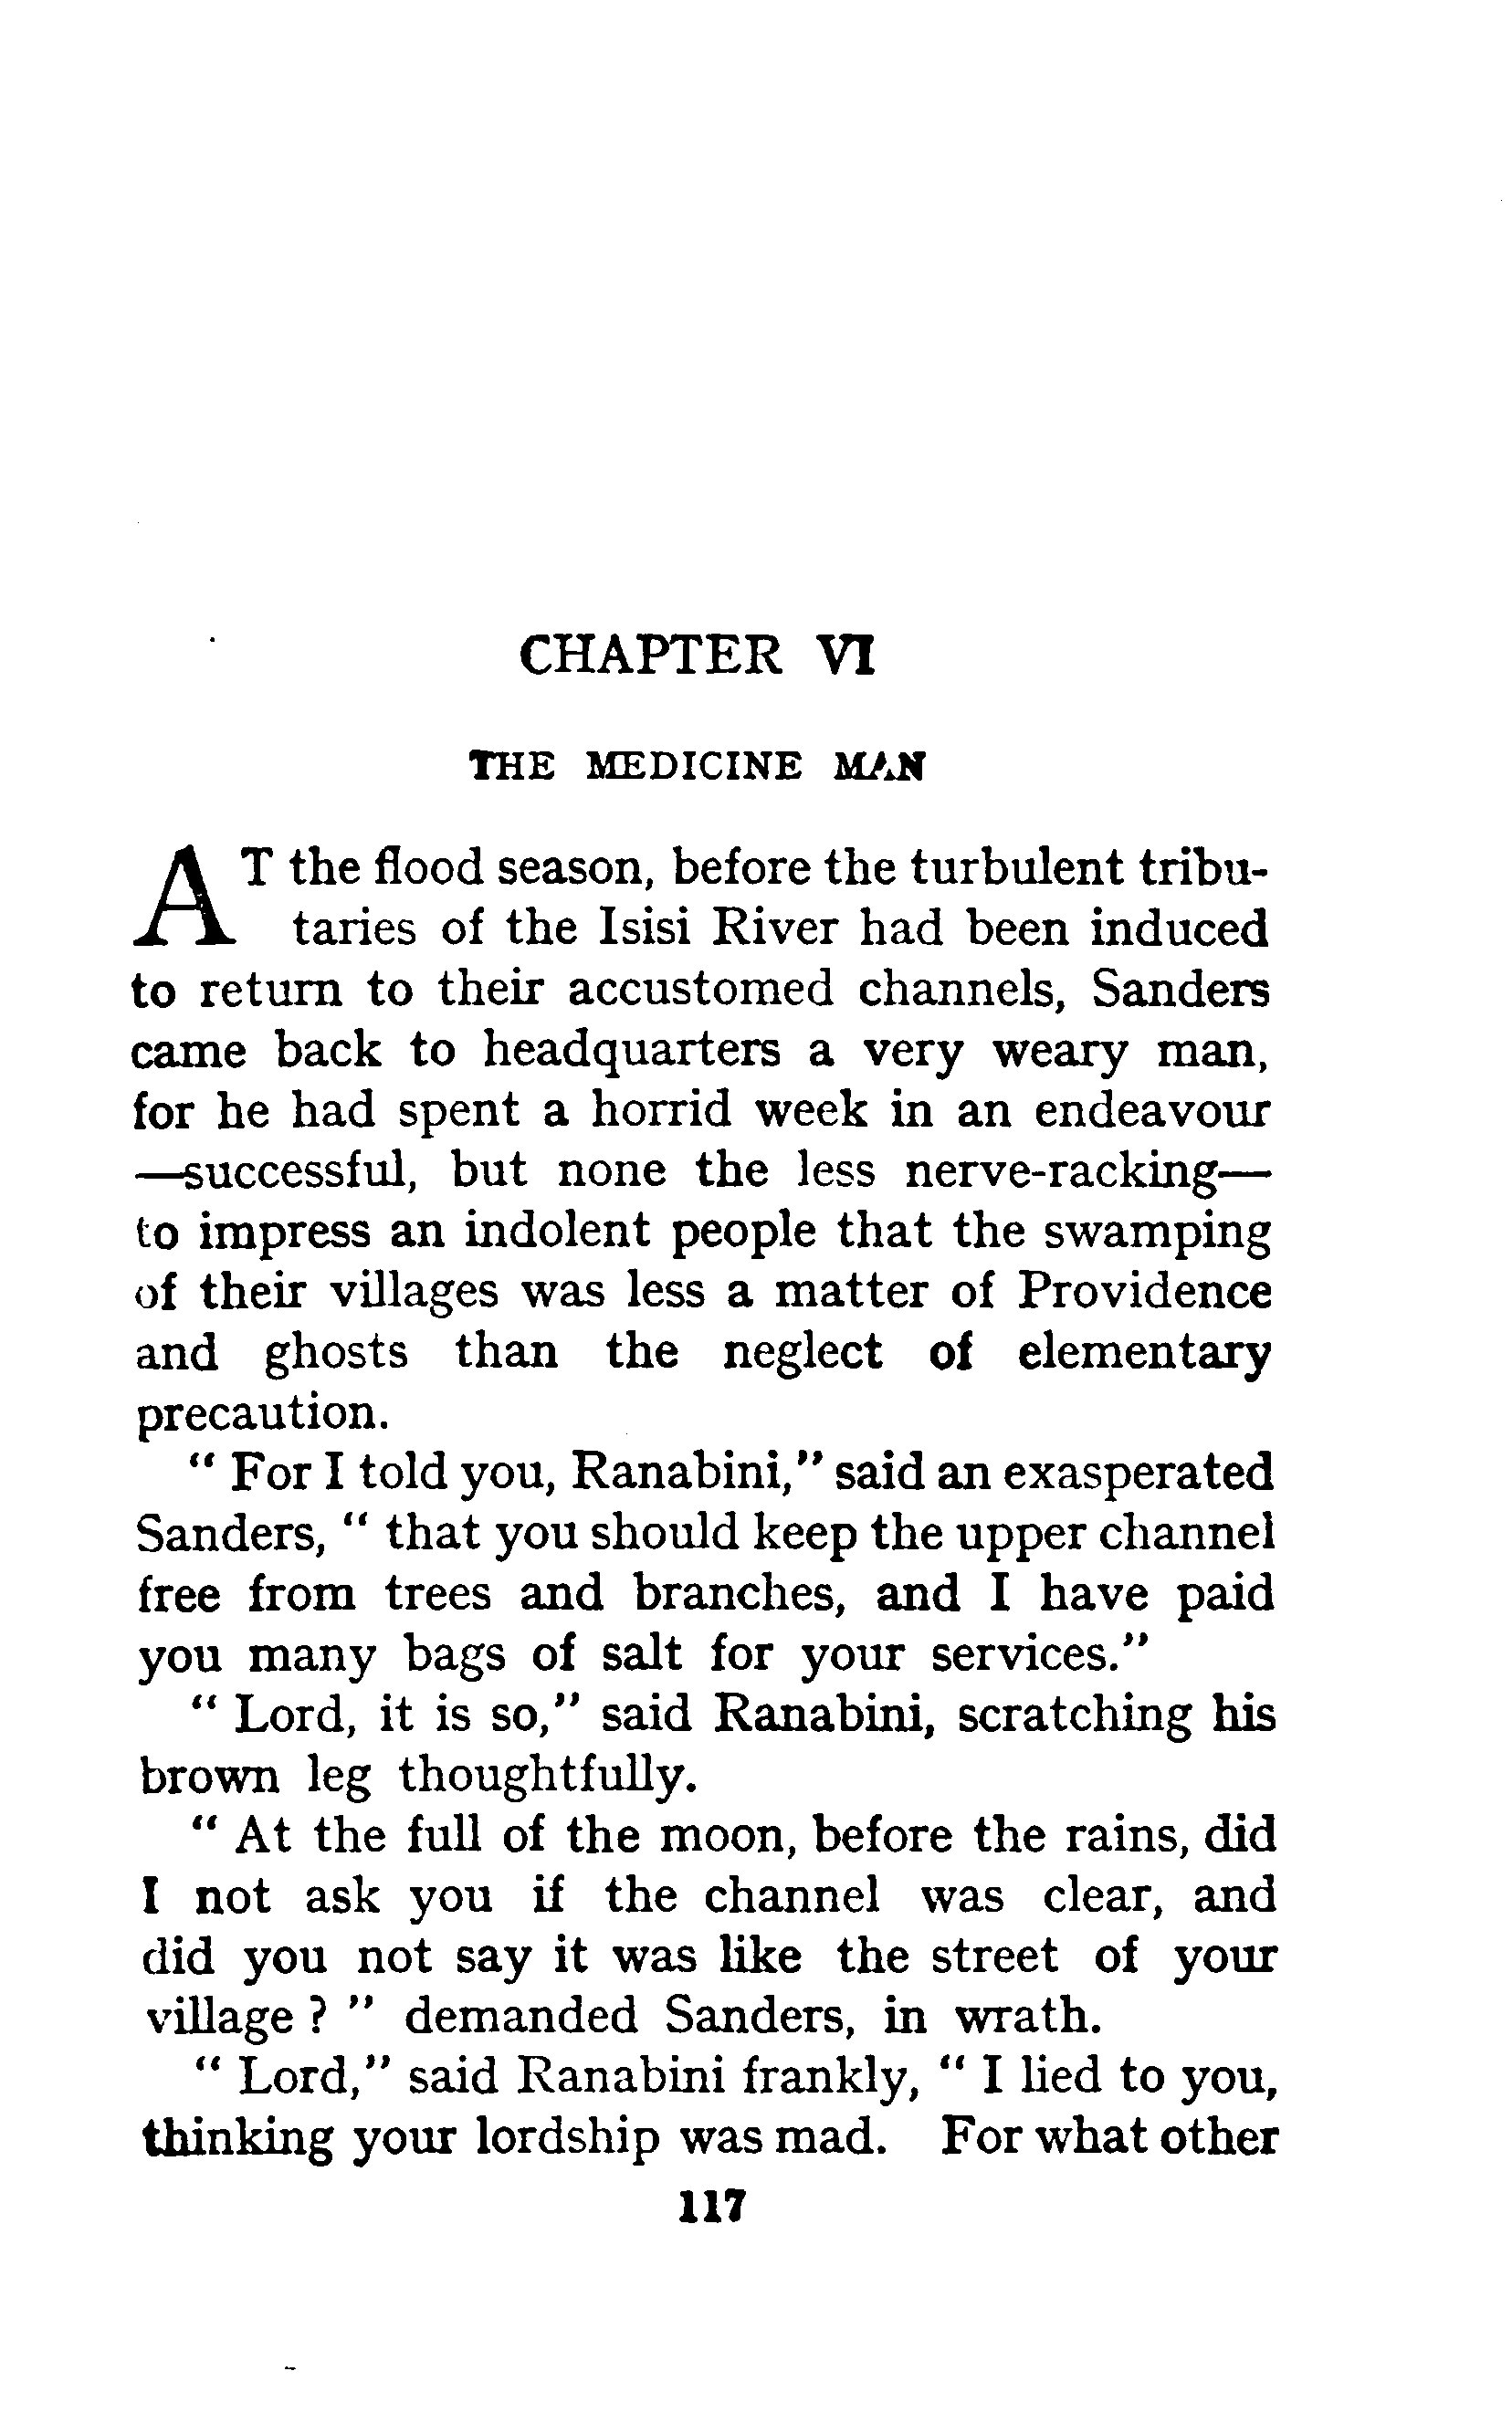 CHAPTER VI
THE MEDICINE MAN
AT the flood season, before the turbulent tribu-
taries of the Isisi River had been induced
to return to their accustomed channels, Sanders
came back to headquarters a very weary man,
for he had spent a horrid week in an endeavour
—successful, but none the less nerve-racking—
to impress an indolent people that the swamping
of their villages was less a matter of Providence
and ghosts than the neglect of elementary
precaution.
" For I told you, Ranabini," said an exasperated
Sanders, " that you should keep the upper channel
free from trees and branches, and I have paid
you many bags of salt for your services."
" Lord, it is so," said Ranabini, scratching his
brown leg thoughtfully.
" At the full of the moon, before the rains, did
I not ask you if the channel was clear, and
did you not say it was like the street of your
village ? " demanded Sanders, in wrath.
" Lord," said Ranabini frankly, " I lied to you,
thinking your lordship was mad. For what other
117